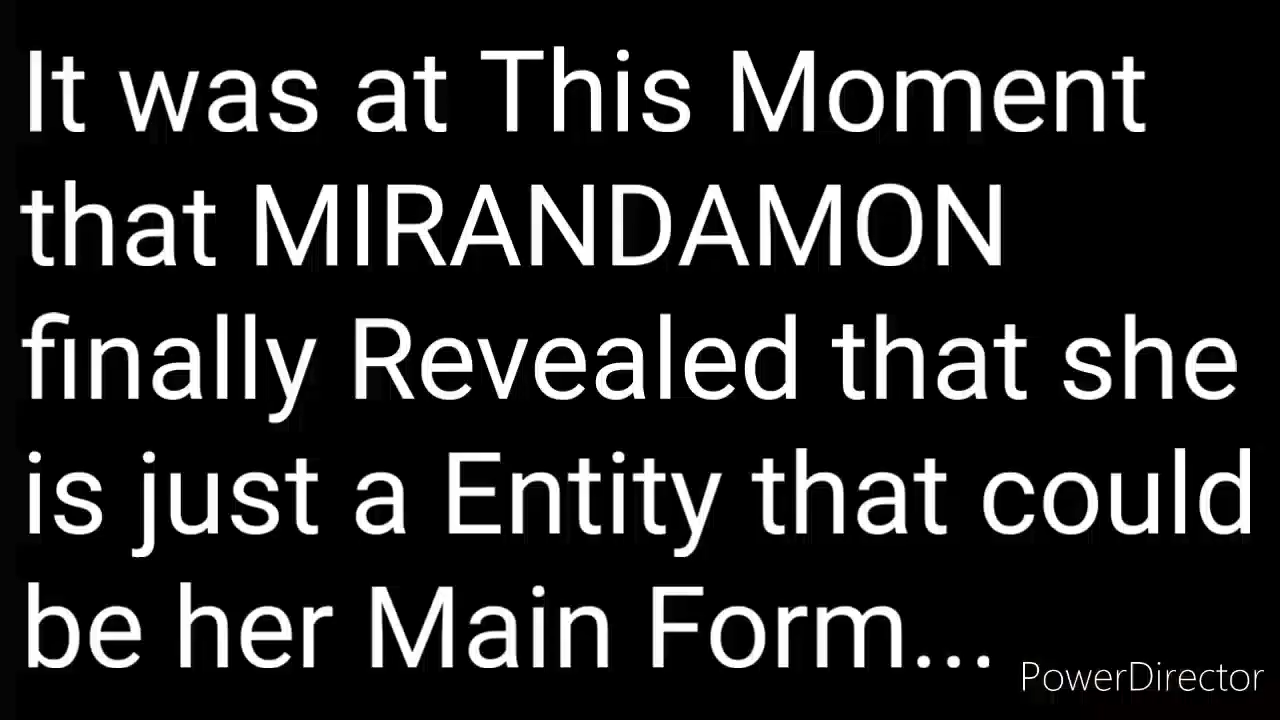 It was at This Moment
that MIRANDAMON
finally Revealed that she
is just a Entity that could
be her Main Form...
PowerDirector